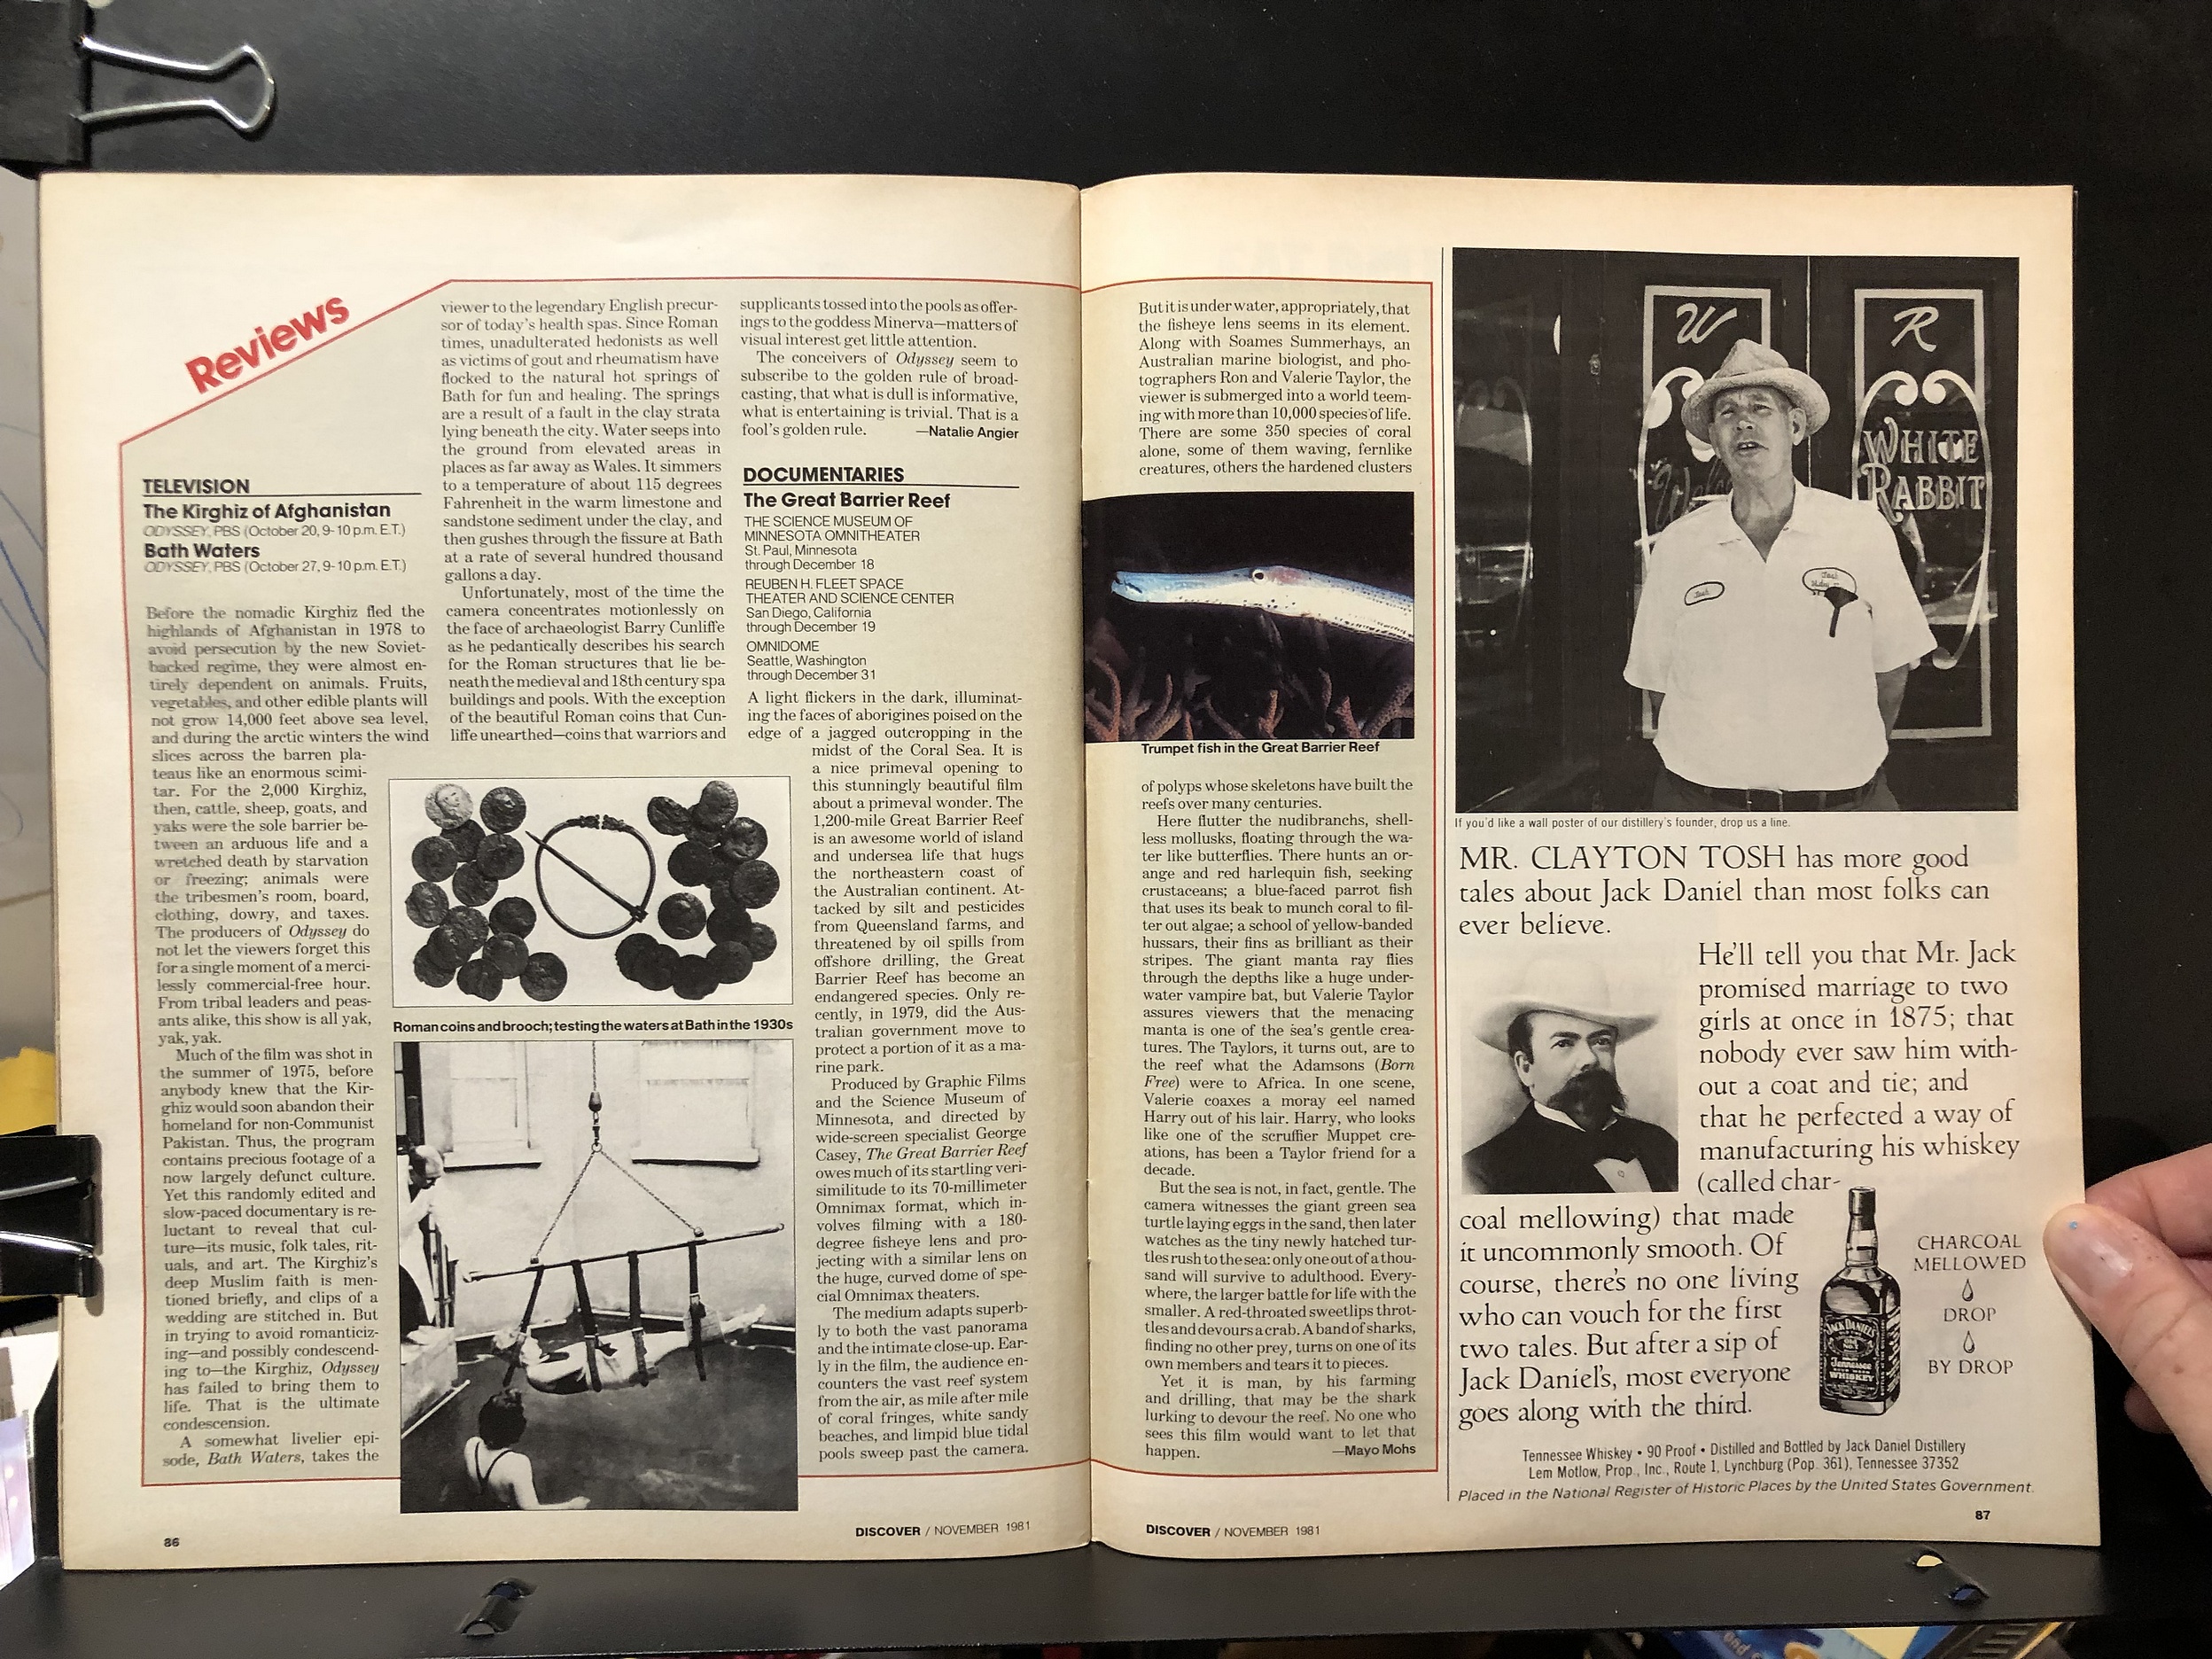 Reviews
TELEVISION
The Kirghiz of Afghanistan
ODYSSEY, PBS (October 20, 9-10 p.m. E.T.)
Bath Waters
ODYSSEY, PBS (October 27, 9-10 p.m. E.T.)
Before the nomadic Kirghiz fled the
highlands of Afghanistan in 1978 to
avoid persecution by the new Soviet-
backed regime, they were almost en-
tirely dependent on animals. Fruits,
vegetables, and other edible plants will
not grow 14,000 feet above sea level,
and during the arctic winters the wind
slices across the barren pla-
teaus like an enormous scimi-
tar. For the 2,000 Kirghiz,
then, cattle, sheep, goats, and
yaks were the sole barrier be-
tween an arduous life and a
wretched death by starvation
or freezing; animals were
the tribesmen's room, board,
clothing, dowry, and taxes.
The producers of Odyssey do
not let the viewers forget this
for a single moment of a merci-
lessly commercial-free hour.
From tribal leaders and peas-
ants alike, this show is all yak,
yak, yak.
Much of the film was shot in
the summer of 1975, before
anybody knew that the Kir-
ghiz would soon abandon their
homeland for non-Communist
Pakistan. Thus, the program
contains precious footage of a
now largely defunct culture.
Yet this randomly edited and
slow-paced documentary is re-
luctant to reveal that cul-
ture—its music, folk tales, rit-
uals, and art. The Kirghiz's
deep Muslim faith is men-
tioned briefly, and clips of a
wedding are stitched in. But
in trying to avoid romanticiz-
ing—and possibly condescend-
ing to—the Kirghiz, Odyssey
has failed to bring them to
life. That is the ultimate
condescension.
A somewhat livelier epi-
sode, Bath Waters, takes the
viewer to the legendary English precur-
sor of today's health spas. Since Roman
times, unadulterated hedonists as well
as victims of gout and rheumatism have
flocked to the natural hot springs of
Bath for fun and healing. The springs
are a result of a fault in the clay strata
lying beneath the city. Water seeps into
the ground from elevated areas in
places as far away as Wales. It simmers
to a temperature of about 115 degrees
Fahrenheit in the warm limestone and
sandstone sediment under the clay, and
then gushes through the fissure at Bath
at a rate of several hundred thousand
gallons a day.
Unfortunately, most of the time the
camera concentrates motionlessly on
the face of archaeologist Barry Cunliffe
as he pedantically describes his search
for the Roman structures that lie be-
neath the medieval and 18th century spa
buildings and pools. With the exception
of the beautiful Roman coins that Cun-
liffe unearthed—coins that warriors and
Roman coins and brooch; testing the waters at Bath in the 1930s
supplicants tossed into the pools as offer-
ings to the goddess Minerva—matters of
visual interest get little attention.
The conceivers of Odyssey seem to
subscribe to the golden rule of broad-
casting, that what is dull is informative,
what is entertaining is trivial. That is a
fool's golden rule. —Natalie Angier
DOCUMENTARIES
The Great Barrier Reef
THE SCIENCE MUSEUM OF
MINNESOTA OMNITHEATER
St. Paul, Minnesota
through December 18
REUBEN H. FLEET SPACE
THEATER AND SCIENCE CENTER
San Diego, California
through December 19
OMNIDOME
Seattle, Washington
through December 31
A light flickers in the dark, illuminat-
ing the faces of aborigines poised on the
edge of a jagged outcropping in the
midst of the Coral Sea. It is
a nice primeval opening to
this stunningly beautiful film
about a primeval wonder. The
1,200-mile Great Barrier Reef
is an awesome world of island
and undersea life that hugs
the northeastern coast of
the Australian continent. At-
tacked by silt and pesticides
from Queensland farms, and
threatened by oil spills from
offshore drilling, the Great
Barrier Reef has become an
endangered species. Only re-
cently, in 1979, did the Aus-
tralian government move to
protect a portion of it as a ma-
rine park.
Produced by Graphic Films
and the Science Museum of
Minnesota, and directed by
wide-screen specialist George
Casey, The Great Barrier Reef
owes much of its startling veri-
similitude to its 70-millimeter
Omnimax format, which in-
volves filming with a 180-
degree fisheye lens and pro-
jecting with a similar lens on
the huge, curved dome of spe-
cial Omnimax theaters.
The medium adapts superb-
ly to both the vast panorama
and the intimate close-up. Ear-
ly in the film, the audience en-
counters the vast reef system
from the air, as mile after mile
of coral fringes, white sandy
beaches, and limpid blue tidal
pools sweep past the camera.
86
DISCOVER / NOVEMBER 1981
But it is under water, appropriately, that
the fisheye lens seems in its element.
Along with Soames Summerhays, an
Australian marine biologist, and pho-
tographers Ron and Valerie Taylor, the
viewer is submerged into a world teem-
ing with more than 10,000 species of life.
There are some 350 species of coral
alone, some of them waving, fernlike
creatures, others the hardened clusters
Trumpet fish in the Great Barrier Reef
of polyps whose skeletons have built the
reefs over many centuries.
Here flutter the nudibranchs, shell-
less mollusks, floating through the wa-
ter like butterflies. There hunts an or-
ange and red harlequin fish, seeking
crustaceans; a blue-faced parrot fish
that uses its beak to munch coral to fil-
ter out algae; a school of yellow-banded
hussars, their fins as brilliant as their
stripes. The giant manta ray flies
through the depths like a huge under-
water vampire bat, but Valerie Taylor
assures viewers that the menacing
manta is one of the sea's gentle crea-
tures. The Taylors, it turns out, are to
the reef what the Adamsons (Born
Free) were to Africa. In one scene,
Valerie coaxes a moray eel named
Harry out of his lair. Harry, who looks
like one of the scruffier Muppet cre-
ations, has been a Taylor friend for a
decade.
But the sea is not, in fact, gentle. The
camera witnesses the giant green sea
turtle laying eggs in the sand, then later
watches as the tiny newly hatched tur-
tles rush to the sea: only one out of a thou-
sand will survive to adulthood. Every-
where, the larger battle for life with the
smaller. A red-throated sweetlips throt-
tles and devours a crab. A band of sharks,
finding no other prey, turns on one of its
own members and tears it to pieces.
Yet it is man, by his farming
and drilling, that may be the shark
lurking to devour the reef. No one who
sees this film would want to let that
happen. —Mayo Mohs
DISCOVER / NOVEMBER 1981
W
R
WHITE
RABBIT
If you'd like a wall poster of our distillery's founder, drop us a line.
MR. CLAYTON TOSH has more good
tales about Jack Daniel than most folks can
ever believe.
He'll tell you that Mr. Jack
promised marriage to two
girls at once in 1875; that
nobody ever saw him with-
out a coat and tie; and
that he perfected a way of
manufacturing his whiskey
(called char-
coal mellowing) that made
it uncommonly smooth. Of
course, there's no one living
who can vouch for the first
two tales. But after a sip of
Jack Daniel's, most everyone
goes along with the third.
JACK DANIEL'S
Tennessee
WHISKEY
CHARCOAL
MELLOWED
DROP
BY DROP
Tennessee Whiskey • 90 Proof • Distilled and Bottled by Jack Daniel Distillery
Lem Motlow, Prop., Inc., Route 1, Lynchburg (Pop. 361), Tennessee 37352
Placed in the National Register of Historic Places by the United States Government.
87